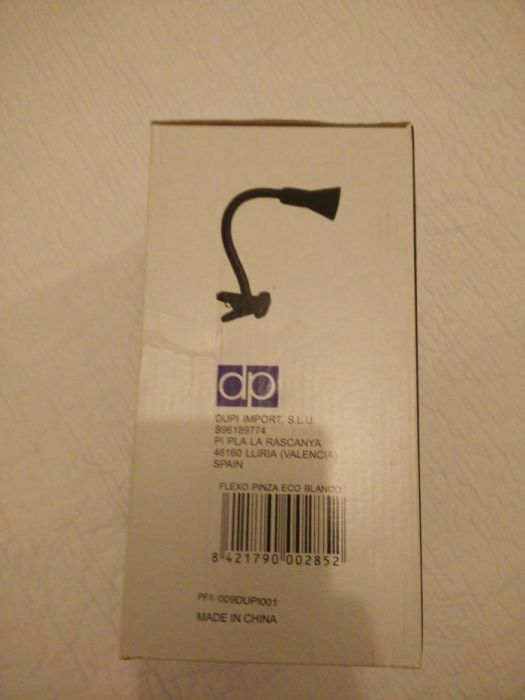 dp
DUPI IMPORT, S.L.U.
B96189774
PI PLA LA RASCANYA
46160 LLIRIA (VALENCIA)
SPAIN
FLEXO PINZA ECO BLANCO
8 421790 002852
009DUPI001
MADE IN CHINA